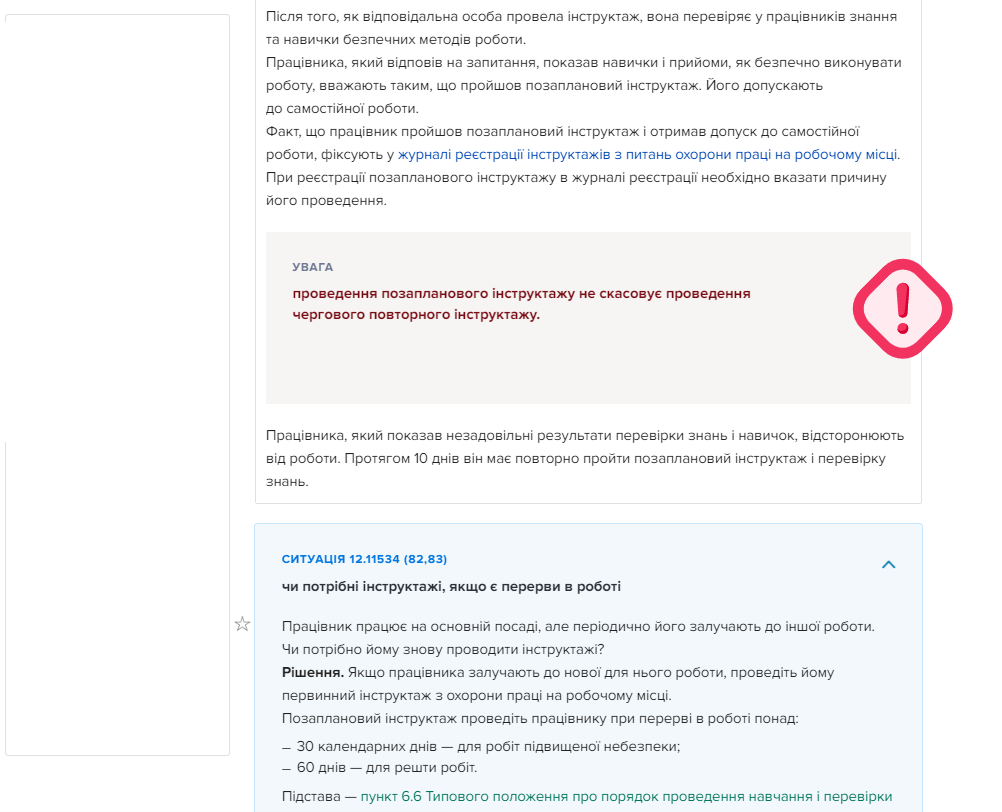 Після того, як відповідальна особа провела інструктаж, вона перевіряє у працівників знання
та навички безпечних методів роботи.
Працівника, який відповів на запитання, показав навички і прийоми, як безпечно виконувати
роботу, вважають таким, що пройшов позаплановий інструктаж. Його допускають
до самостійної роботи.
Факт, що працівник пройшов позаплановий інструктаж і отримав допуск до самостійної
роботи, фіксують у журналі реєстрації інструктажів з питань охорони праці на робочому місці.
При реєстрації позапланового інструктажу в журналі реєстрації необхідно вказати причину
його проведення.
УВАГА
проведення позапланового інструктажу не скасовує проведення
чергового повторного інструктажу.
Працівника, який показав незадовільні результати перевірки знань і навичок, відсторонюють
від роботи. Протягом 10 днів він має повторно пройти позаплановий інструктаж і перевірку
знань.
СИТУАЦІЯ 12.11534 (82,83)
чи потрібні інструктажі, якщо є перерви в роботі
Працівник працює на основній посаді, але періодично його залучають до іншої роботи.
Чи потрібно йому знову проводити інструктажі?
Рішення. Якщо працівника залучають до нової для нього роботи, проведіть йому
первинний інструктаж з охорони праці на робочому місці.
Позаплановий інструктаж проведіть працівнику при перерві в роботі понад:
– 30 календарних днів — для робіт підвищеної небезпеки;
– 60 днів — для решти робіт.
Підстава — пункт 6.6 Типового положення про порядок проведення навчання і перевірки